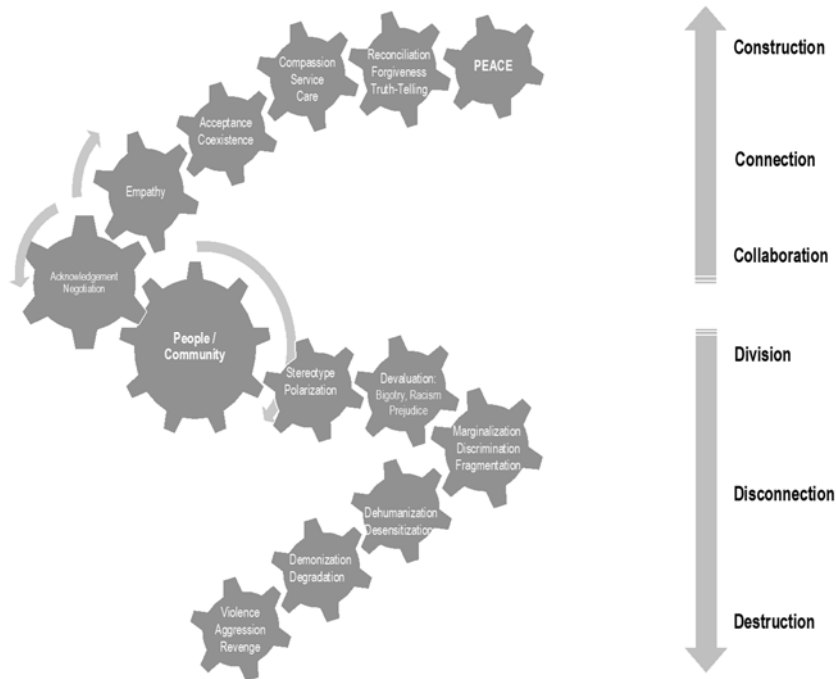 Compassion
Service
Care
Reconciliation
Forgiveness
Truth-Telling
PEACE
Acceptance
Coexistence
Empathy
Acknowledgement
Negotiation
People /
Community
Stereotype
Polarization
Devaluation:
Bigotry, Racism
Prejudice
Marginalization
Discrimination
Fragmentation
Dehumanization
Desensitization
Demonization
Degradation
Violence
Aggression
Revenge
Construction
Connection
Collaboration
Division
Disconnection
Destruction